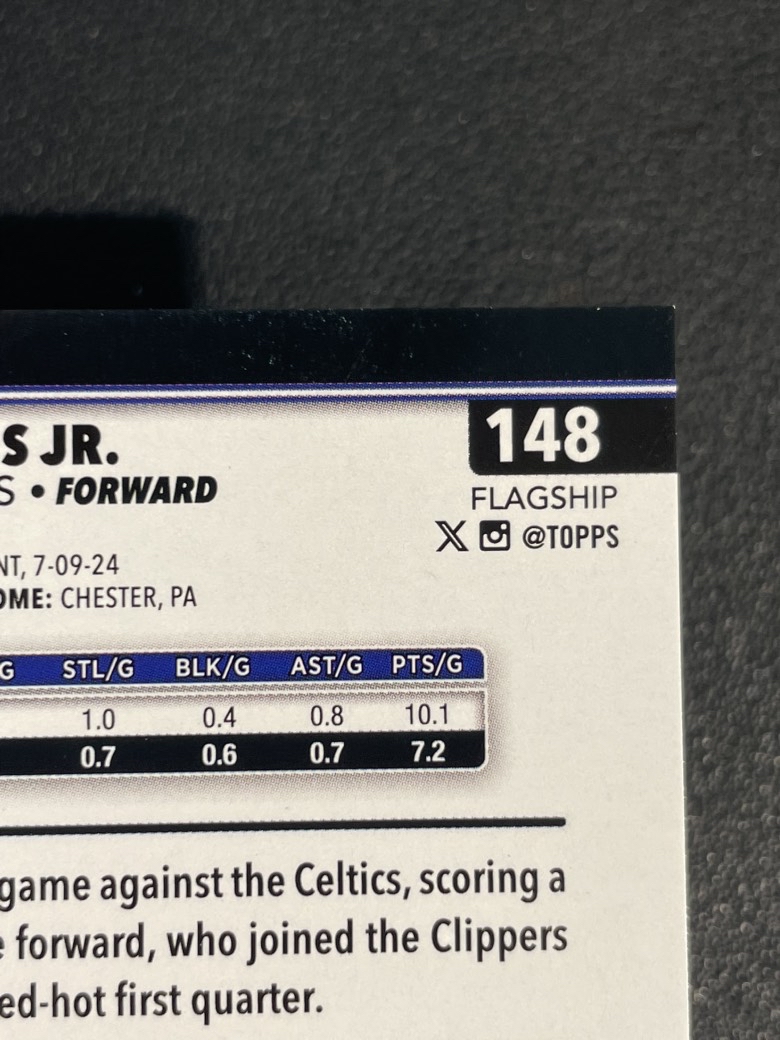 148
S JR.
S • FORWARD
FLAGSHIP
X @TOPPS
NT, 7-09-24
OME: CHESTER, PA
G STL/G BLK/G AST/G PTS/G
1.0 0.4 0.8 10.1
0.7 0.6 0.7 7.2
game against the Celtics, scoring a
e forward, who joined the Clippers
ed-hot first quarter.